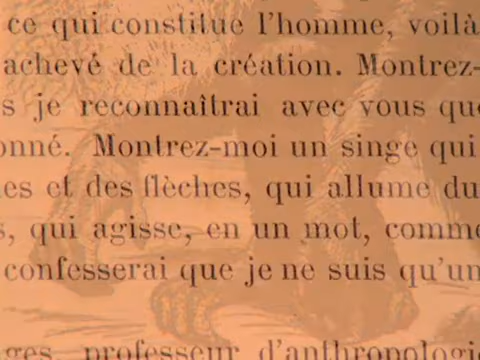 ce qui constitue l'homme, voilà
achevé de la création. Montrez-
s je reconnaîtrai avec vous que
onné. Montrez-moi un singe qui
es et des flèches, qui allume du
s, qui agisse, en un mot, comme
confesserai que je ne suis qu'un
ges, professeur d'anthropologie